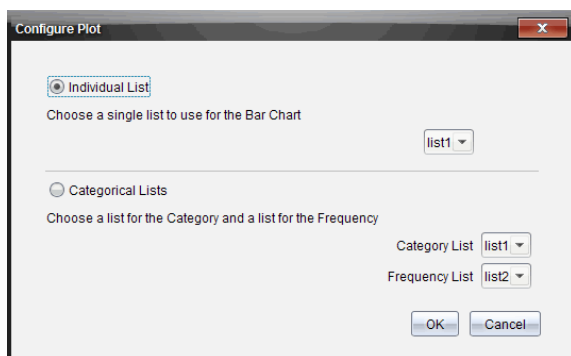 Configure Plot
x
Individual List
Choose a single list to use for the Bar Chart
list1
Categorical Lists
Choose a list for the Category and a list for the Frequency
Category List list1
Frequency List list2
OK Cancel